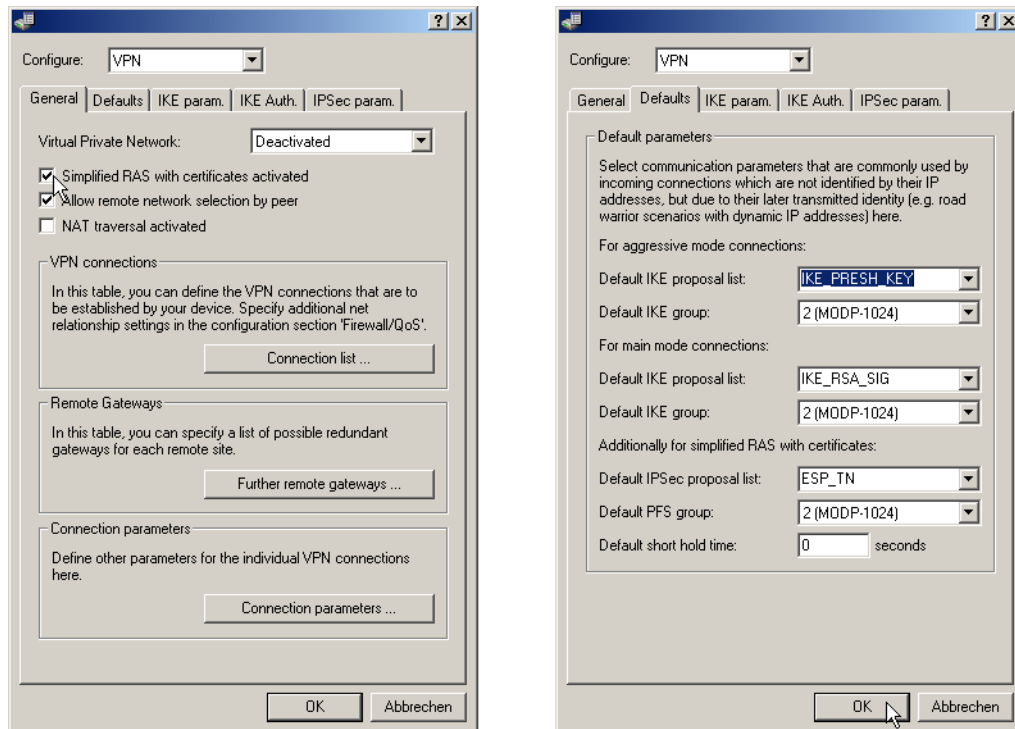 Configure: VPN
General Defaults IKE param. IKE Auth. IPSec param.
Virtual Private Network: Deactivated
Simplified RAS with certificates activated
Allow remote network selection by peer
NAT traversal activated
VPN connections
In this table, you can define the VPN connections that are to
be established by your device. Specify additional net
relationship settings in the configuration section 'Firewall/QoS'.
Connection list ...
Remote Gateways
In this table, you can specify a list of possible redundant
gateways for each remote site.
Further remote gateways ...
Connection parameters
Define other parameters for the individual VPN connections
here.
Connection parameters ...
OK Abbrechen
Configure: VPN
General Defaults IKE param. IKE Auth. IPSec param.
Default parameters
Select communication parameters that are commonly used by
incoming connections which are not identified by their IP
addresses, but due to their later transmitted identity (e.g. road
warrior scenarios with dynamic IP addresses) here.
For aggressive mode connections:
Default IKE proposal list: IKE_PRESH_KEY
Default IKE group: 2 (MODP-1024)
For main mode connections:
Default IKE proposal list: IKE_RSA_SIG
Default IKE group: 2 (MODP-1024)
Additionally for simplified RAS with certificates:
Default IPSec proposal list: ESP_TN
Default PFS group: 2 (MODP-1024)
Default short hold time: 0 seconds
OK Abbrechen